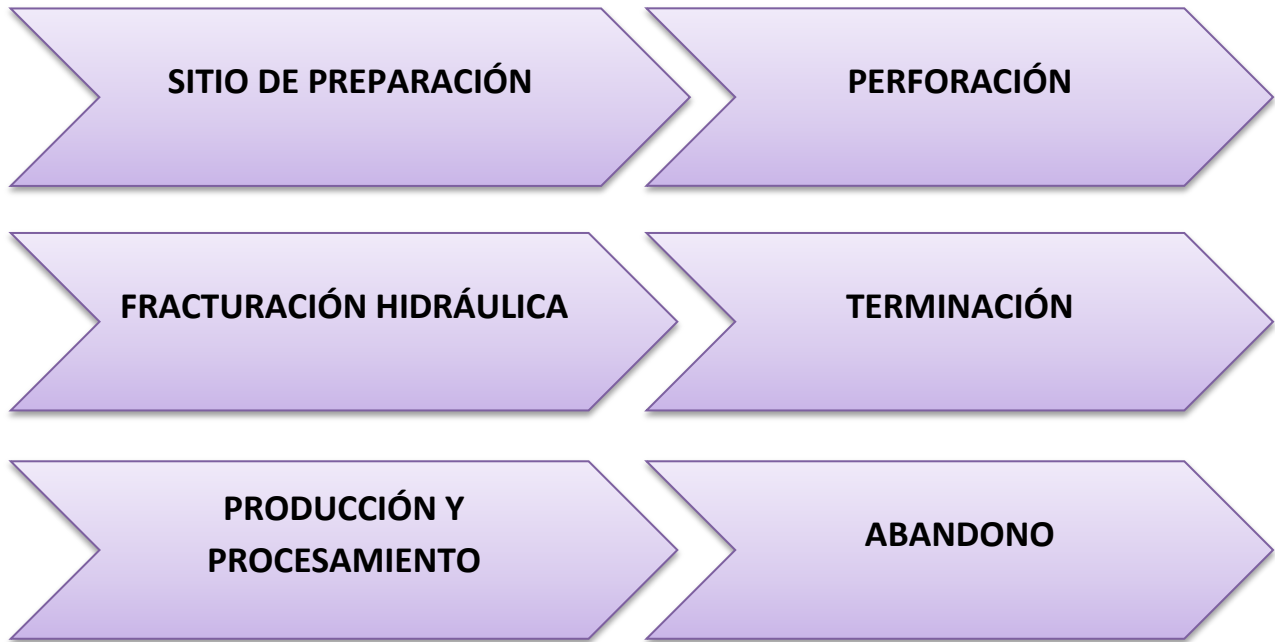 SITIO DE PREPARACIÓN
PERFORACIÓN
FRACTURACIÓN HIDRÁULICA
TERMINACIÓN
PRODUCCIÓN Y
PROCESAMIENTO
ABANDONO